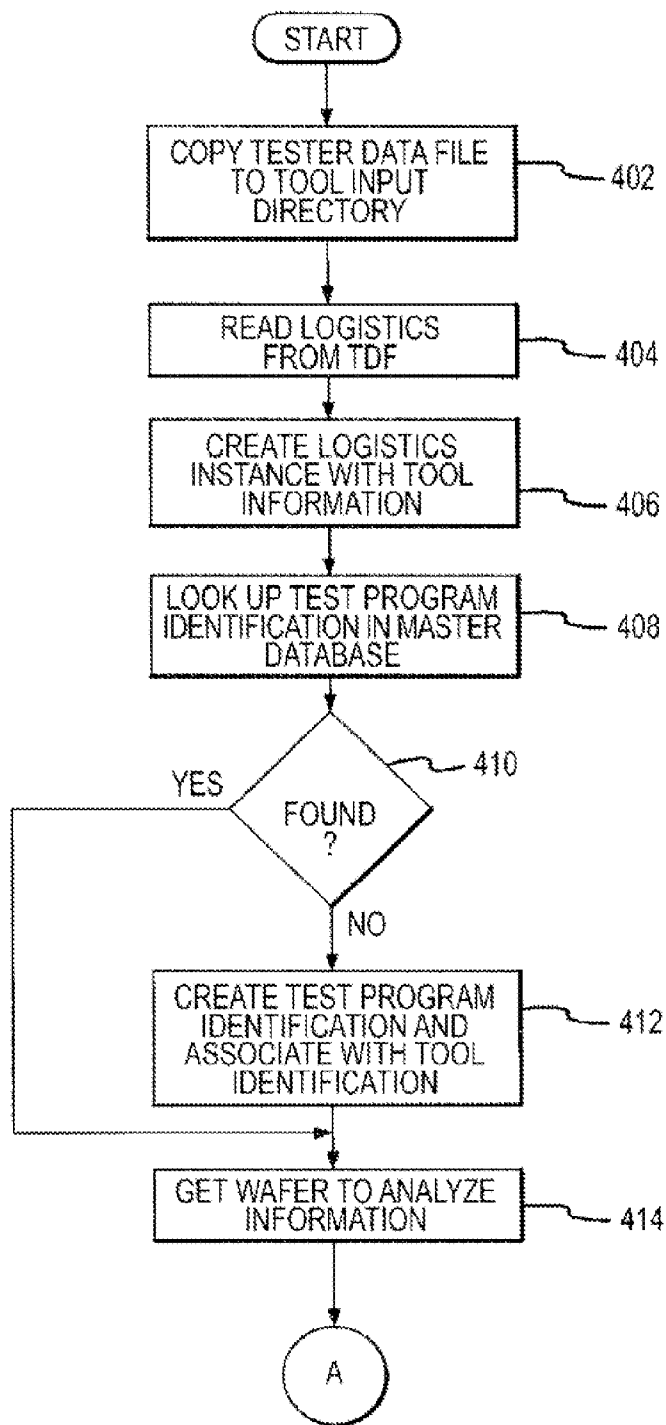 START
COPY TESTER DATA FILE
TO TOOL INPUT
DIRECTORY
402
READ LOGISTICS
FROM TDF
404
CREATE LOGISTICS
INSTANCE WITH TOOL
INFORMATION
406
LOOK UP TEST PROGRAM
IDENTIFICATION IN MASTER
DATABASE
408
410
YES
FOUND
?
NO
CREATE TEST PROGRAM
IDENTIFICATION AND
ASSOCIATE WITH TOOL
IDENTIFICATION
412
GET WAFER TO ANALYZE
INFORMATION
414
A